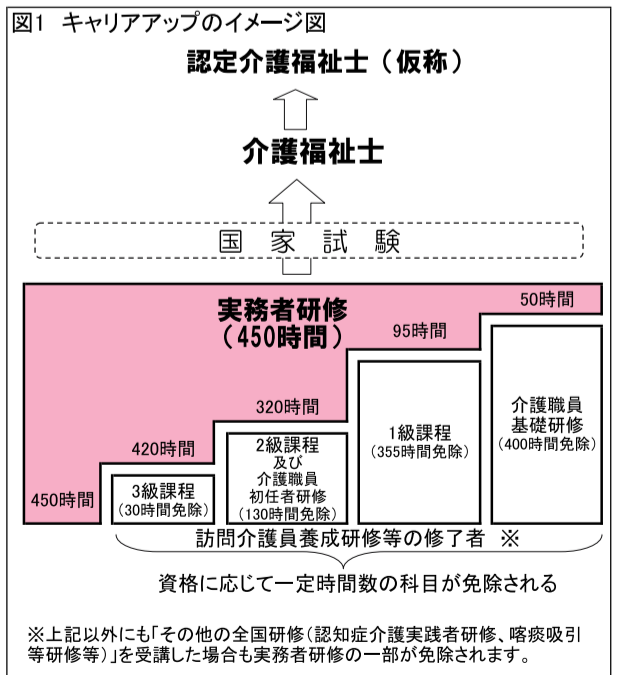 図1 キャリアアップのイメージ図
認定介護福祉士（仮称）
介護福祉士
国家試験
実務者研修
（450時間）
50時間
95時間
320時間
420時間
450時間
3級課程
（30時間免除）
2級課程
及び
介護職員
初任者研修
（130時間免除）
1級課程
（355時間免除）
介護職員
基礎研修
（400時間免除）
訪問介護員養成研修等の修了者 ※
資格に応じて一定時間数の科目が免除される
※上記以外にも「その他の全国研修（認知症介護実践者研修、喀痰吸引
等研修等）」を受講した場合も実務者研修の一部が免除されます。